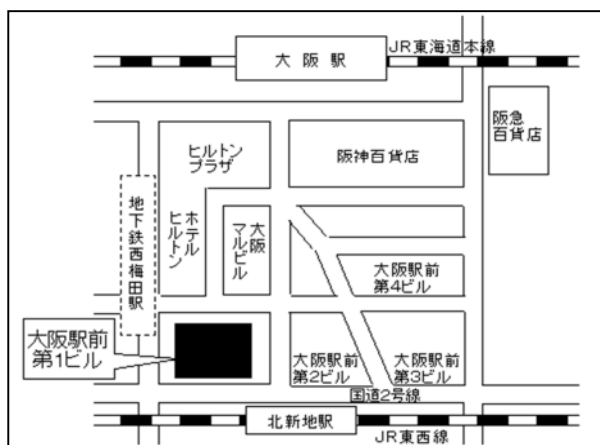 JR東海道本線
大阪駅
阪急
百貨店
ヒルトン
プラザ
阪神百貨店
地下鉄西梅田駅
ホテル
ヒルトン
大阪
マルビル
大阪駅前
第4ビル
大阪駅前
第1ビル
大阪駅前
第2ビル
大阪駅前
第3ビル
国道2号線
北新地駅
JR東西線